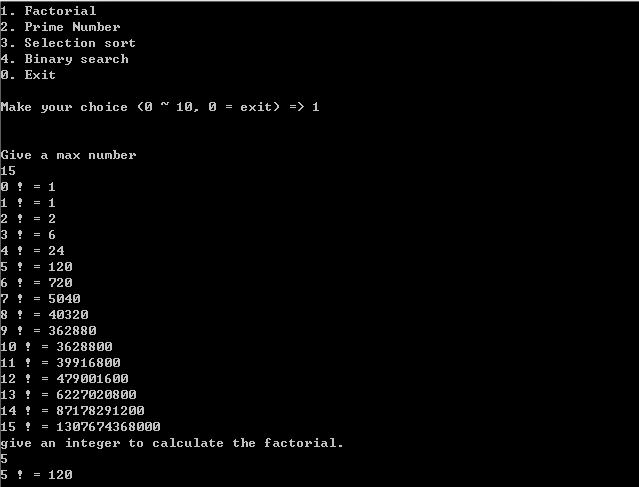 1. Factorial
2. Prime Number
3. Selection sort
4. Binary search
0. Exit
Make your choice (0 ~ 10, 0 = exit) => 1
Give a max number
15
0 ! = 1
1 ! = 1
2 ! = 2
3 ! = 6
4 ! = 24
5 ! = 120
6 ! = 720
7 ! = 5040
8 ! = 40320
9 ! = 362880
10 ! = 3628800
11 ! = 39916800
12 ! = 479001600
13 ! = 6227020800
14 ! = 87178291200
15 ! = 1307674368000
give an integer to calculate the factorial.
5
5 ! = 120